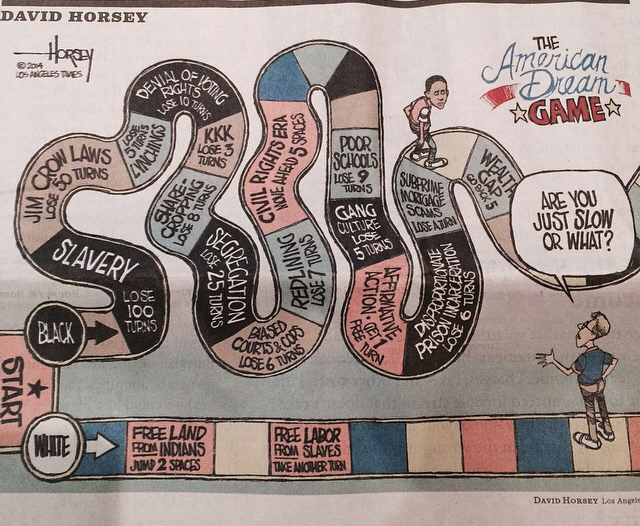 DAVID HORSEY
HORSEY
© 2014
LOS ANGELES TIMES
THE
American
Dream
GAME
START
BLACK
SLAVERY
LOSE
100
TURNS
JIM CROW LAWS
LOSE 50 TURNS
LYNCHINGS
LOSE
5 TURNS
DENIAL OF VOTING
RIGHTS
LOSE 10 TURNS
KKK
LOSE 3
TURNS
SHARE-
CROPPING
LOSE 8 TURNS
SEGREGATION
LOSE 25 TURNS
BIASED
COURTS & COPS
LOSE 6 TURNS
REDLINING
LOSE 7 TURNS
CIVIL RIGHTS ERA
MOVE AHEAD 5 SPACES
POOR
SCHOOLS
LOSE
9
TURNS
GANG
CULTURE
LOSE
5 TURNS
AFFIRMATIVE
ACTION - GET 1
FREE TURN
DISPROPORTIONATE
PRISON INCARCERATION
LOSE 6 TURNS
SUBPRIME
MORTGAGE
SCAMS
LOSE A TURN
WEALTH
GAP
GO BACK 5
ARE YOU
JUST SLOW
OR WHAT?
WHITE
FREE LAND
FROM INDIANS
JUMP 2 SPACES
FREE LABOR
FROM SLAVES
TAKE ANOTHER TURN
DAVID HORSEY Los Angele